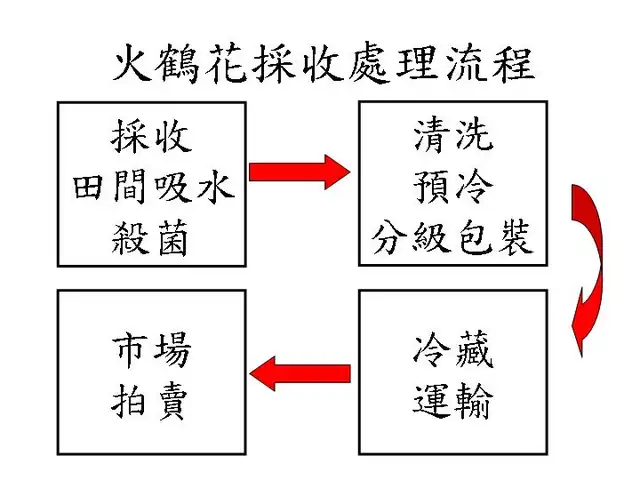 火鶴花採收處理流程
採收
田間吸水
殺菌
清洗
預冷
分級包裝
冷藏
運輸
市場
拍賣